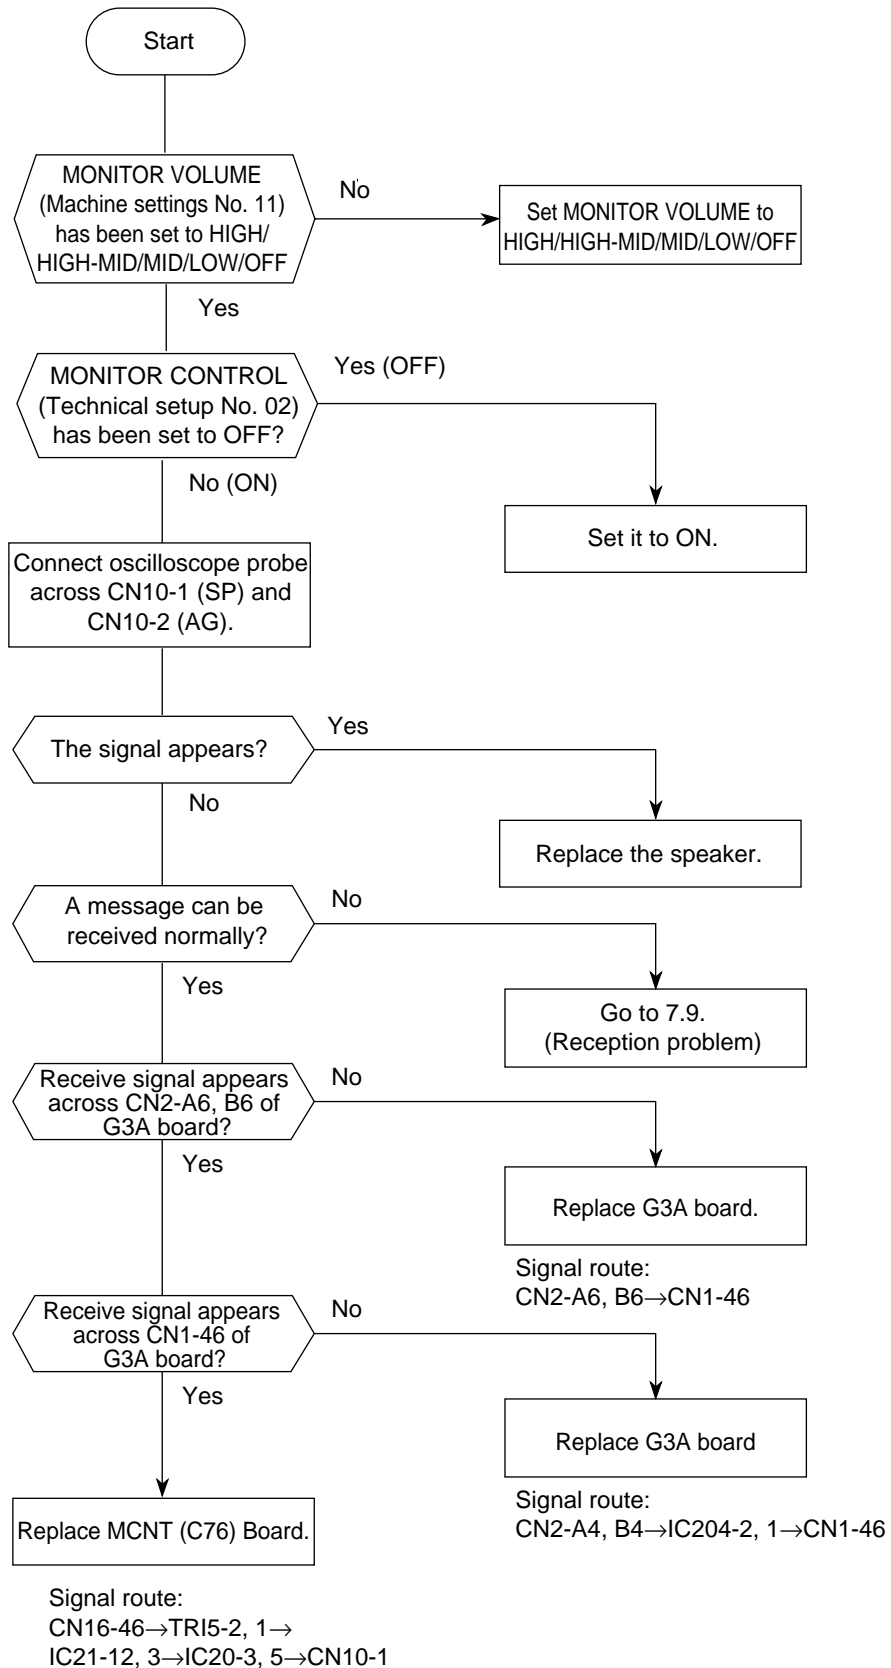 Start
MONITOR VOLUME
(Machine settings No. 11)
has been set to HIGH/
HIGH-MID/MID/LOW/OFF
No
Set MONITOR VOLUME to
HIGH/HIGH-MID/MID/LOW/OFF
Yes
MONITOR CONTROL
(Technical setup No. 02)
has been set to OFF?
Yes (OFF)
No (ON)
Set it to ON.
Connect oscilloscope probe
across CN10-1 (SP) and
CN10-2 (AG).
The signal appears?
Yes
No
Replace the speaker.
A message can be
received normally?
No
Yes
Go to 7.9.
(Reception problem)
Receive signal appears
across CN2-A6, B6 of
G3A board?
No
Yes
Replace G3A board.
Signal route:
CN2-A6, B6→CN1-46
Receive signal appears
across CN1-46 of
G3A board?
No
Yes
Replace G3A board
Signal route:
CN2-A4, B4→IC204-2, 1→CN1-46
Replace MCNT (C76) Board.
Signal route:
CN16-46→TRI5-2, 1→
IC21-12, 3→IC20-3, 5→CN10-1